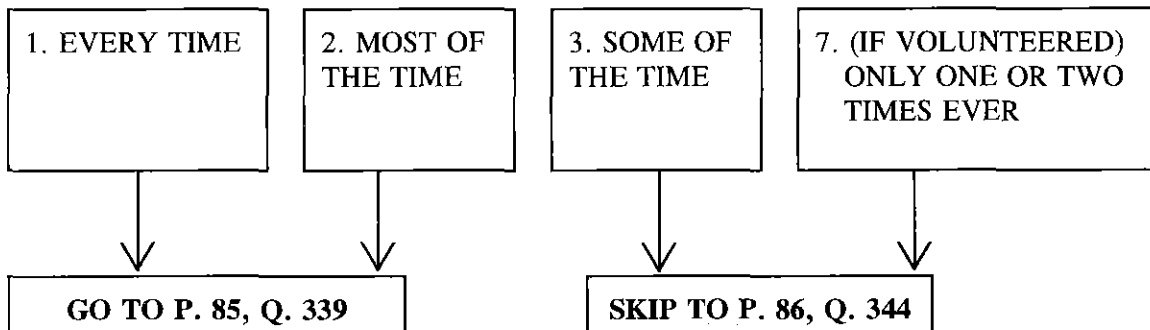 1. EVERY TIME
2. MOST OF
THE TIME
3. SOME OF
THE TIME
7. (IF VOLUNTEERED)
ONLY ONE OR TWO
TIMES EVER
GO TO P. 85, Q. 339
SKIP TO P. 86, Q. 344